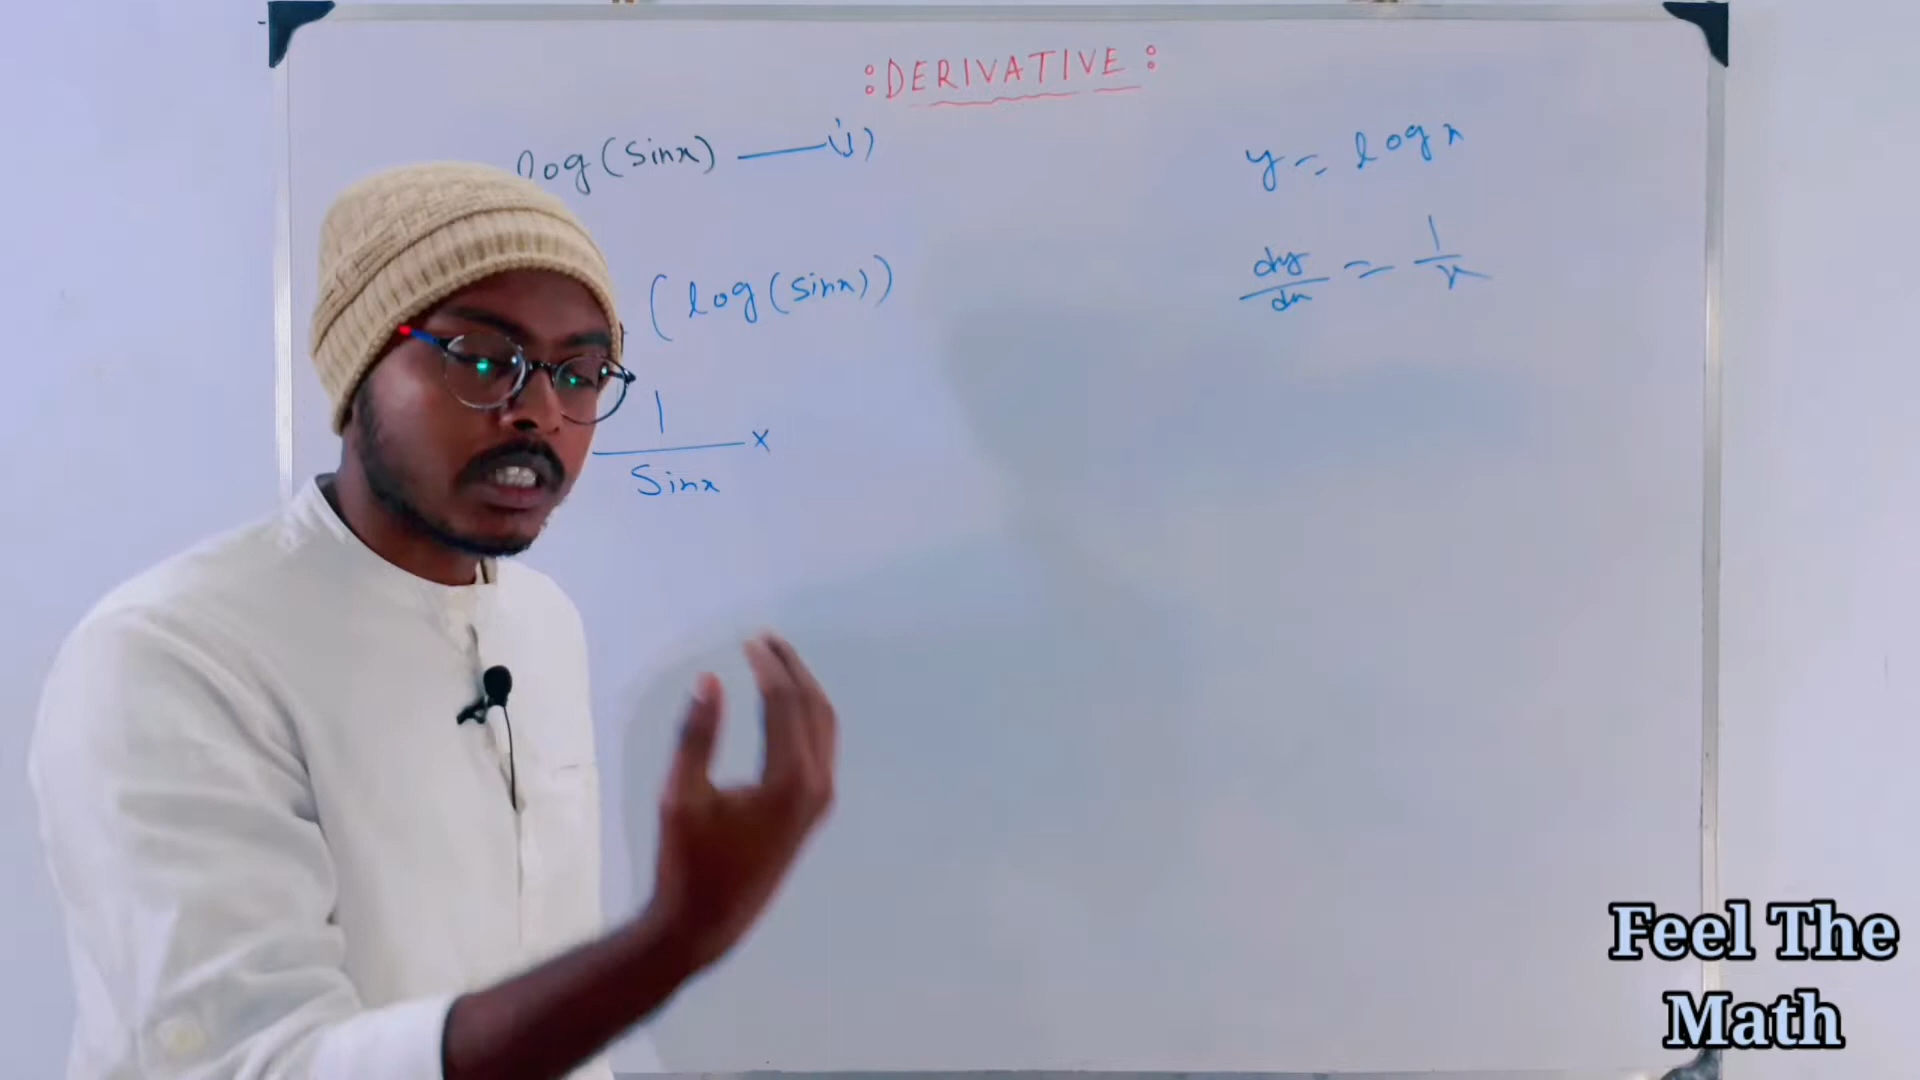 : DERIVATIVE :
log(Sinx) — (i)
(log(Sinx))
1
Sinx ×
y = log x
dy/dx = 1/x
Feel The
Math